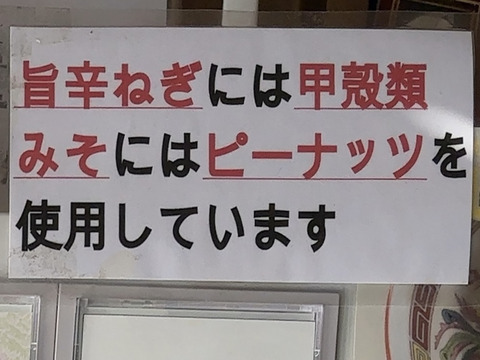 旨辛ねぎには甲殻類
みそにはピーナッツを
使用しています